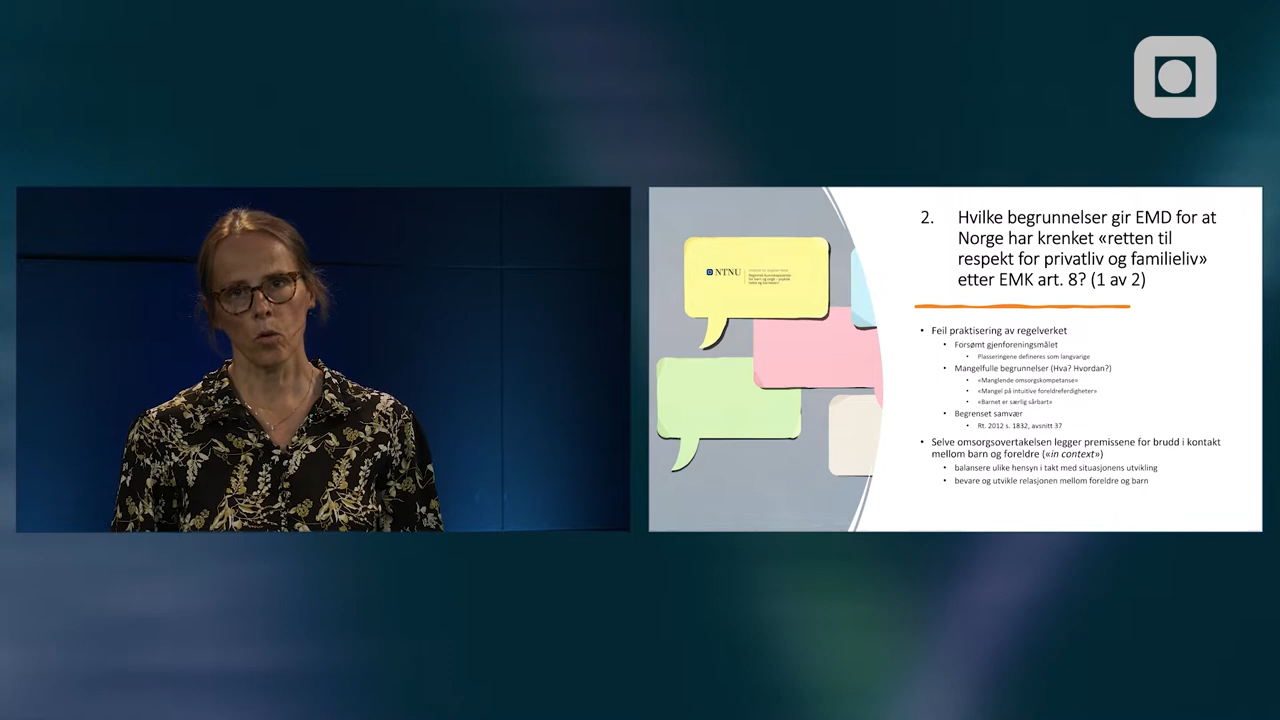 NTNU
2. Hvilke begrunnelser gir EMD for at
Norge har krenket «retten til
respekt for privatliv og familieliv»
etter EMK art. 8? (1 av 2)
• Feil praktisering av regelverket
• Forsømt gjenforeningsmålet
• Plasseringene defineres som langvarige
• Mangelfulle begrunnelser (Hva? Hvordan?)
• «Manglende omsorgskompetanse»
• «Mangel på intuitive foreldreferdigheter»
• «Barnet er særlig sårbart»
• Begrenset samvær
• Rt. 2012 s. 1832, avsnitt 37
• Selve omsorgsovertakelsen legger premissene for brudd i kontakt
mellom barn og foreldre («in context»)
• balansere ulike hensyn i takt med situasjonens utvikling
• bevare og utvikle relasjonen mellom foreldre og barn